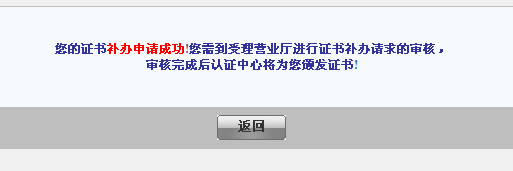 您的证书补办申请成功!您需到受理营业厅进行证书补办请求的审核，
审核完成后认证中心将为您颁发证书!
返回